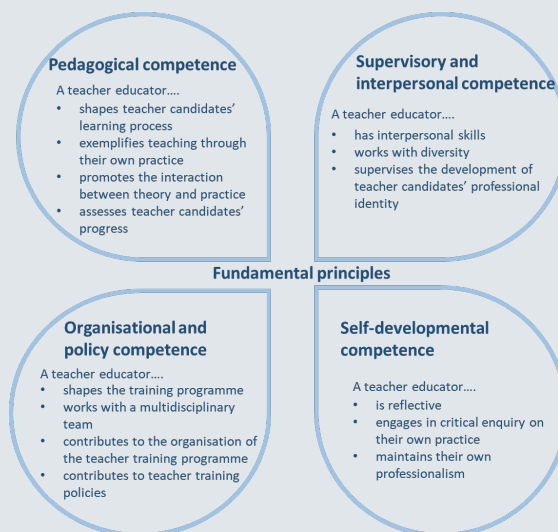 Pedagogical competence
A teacher educator....
• shapes teacher candidates'
learning process
• exemplifies teaching through
their own practice
• promotes the interaction
between theory and practice
• assesses teacher candidates'
progress
Supervisory and
interpersonal competence
A teacher educator....
• has interpersonal skills
• works with diversity
• supervises the development of
teacher candidates' professional
identity
Fundamental principles
Organisational and
policy competence
A teacher educator....
• shapes the training programme
• works with a multidisciplinary
team
• contributes to the organisation of
the teacher training programme
• contributes to teacher training
policies
Self-developmental
competence
A teacher educator....
• is reflective
• engages in critical enquiry on
their own practice
• maintains their own
professionalism